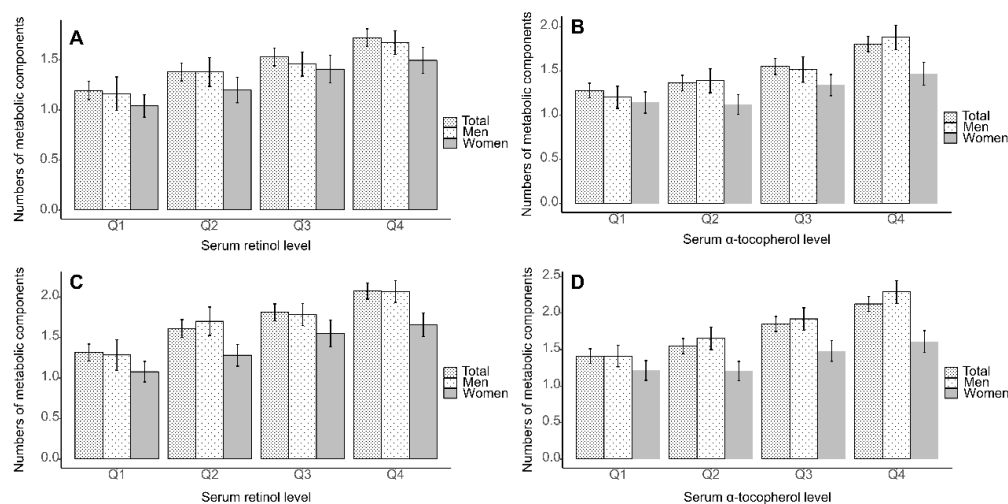 A
Numbers of metabolic components
1.5
1.0
0.5
0.0
Q1 Q2 Q3 Q4
Serum retinol level
Total
Men
Women
B
Numbers of metabolic components
2.0
1.5
1.0
0.5
0.0
Q1 Q2 Q3 Q4
Serum α-tocopherol level
Total
Men
Women
C
Numbers of metabolic components
2.0
1.5
1.0
0.5
0.0
Q1 Q2 Q3 Q4
Serum retinol level
Total
Men
Women
D
Numbers of metabolic components
2.5
2.0
1.5
1.0
0.5
0.0
Q1 Q2 Q3 Q4
Serum α-tocopherol level
Total
Men
Women